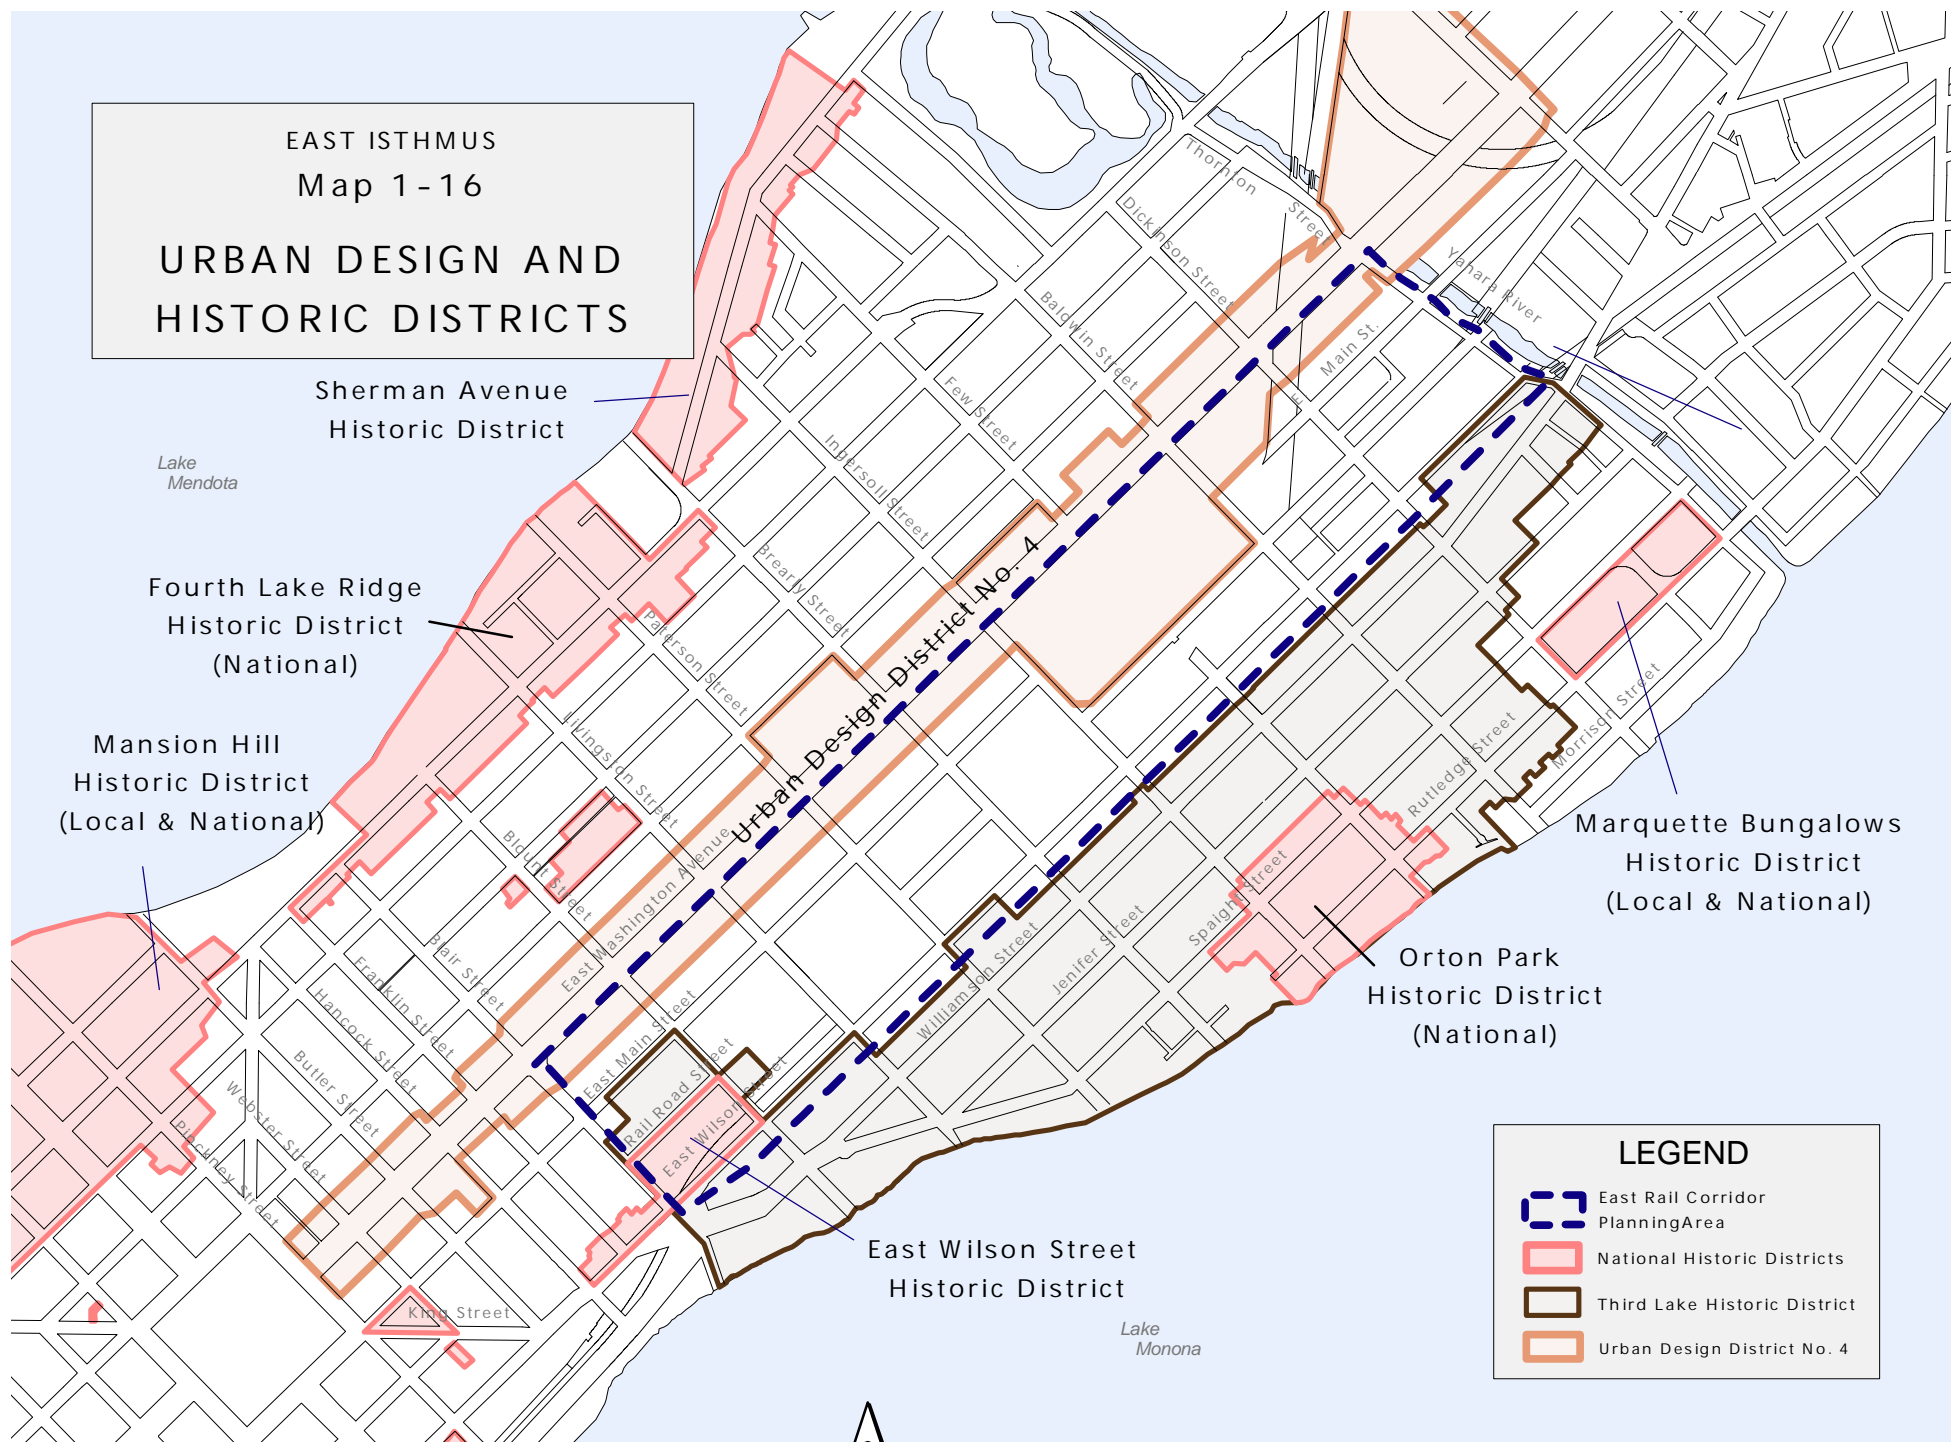 EAST ISTHMUS
Map 1-16
URBAN DESIGN AND
HISTORIC DISTRICTS
Sherman Avenue
Historic District
Lake
Mendota
Fourth Lake Ridge
Historic District
(National)
Mansion Hill
Historic District
(Local & National)
Thornton
Street
Dickinson Street
Yahara River
Baldwin Street
E. Main St.
Few Street
Ingersoll Street
Brearly Street
Paterson Street
Livingston Street
Blount Street
Blair Street
Franklin Street
Hancock Street
Butler Street
Webster Street
Pinckney Street
King Street
Urban Design District No. 4
East Washington Avenue
East Main Street
Rail Road Street
East Wilson Street
Williamson Street
Jenifer Street
Spaight Street
Rutledge Street
Morrison Street
Marquette Bungalows
Historic District
(Local & National)
Orton Park
Historic District
(National)
East Wilson Street
Historic District
Lake
Monona
LEGEND
East Rail Corridor
PlanningArea
National Historic Districts
Third Lake Historic District
Urban Design District No. 4